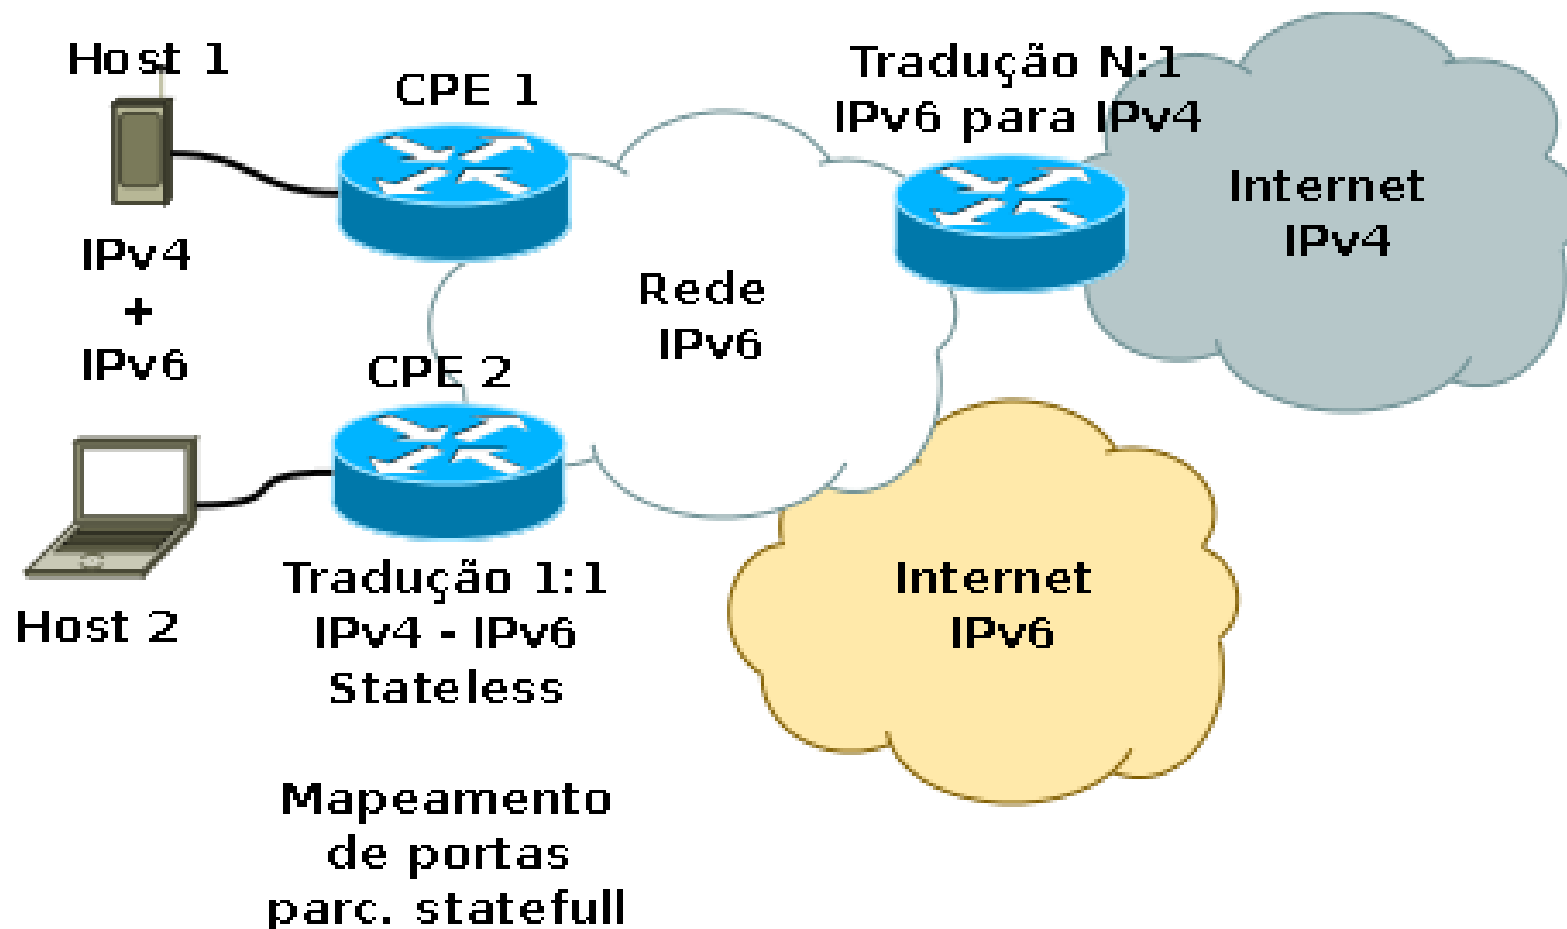 Host 1
CPE 1
Tradução N:1
IPv6 para IPv4
Internet
IPv4
IPv4
+
IPv6
Rede
IPv6
CPE 2
Host 2
Tradução 1:1
IPv4 - IPv6
Stateless
Internet
IPv6
Mapeamento
de portas
parc. statefull